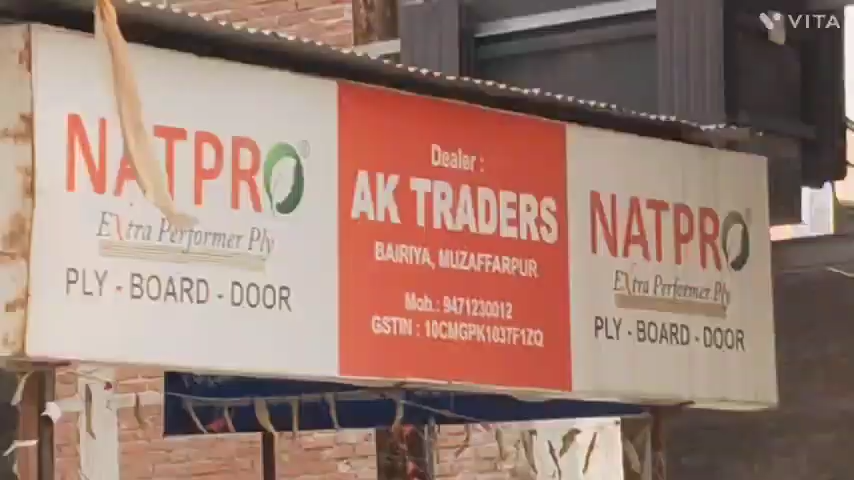 VITA
NATPRO®
Extra Performer Ply
PLY - BOARD - DOOR
Dealer :
AK TRADERS
BAIRIYA, MUZAFFARPUR
Mob.: 9471230012
GSTIN : 10CMGPK1037F1ZQ
NATPRO
Extra Performer Ply
PLY - BOARD - DOOR